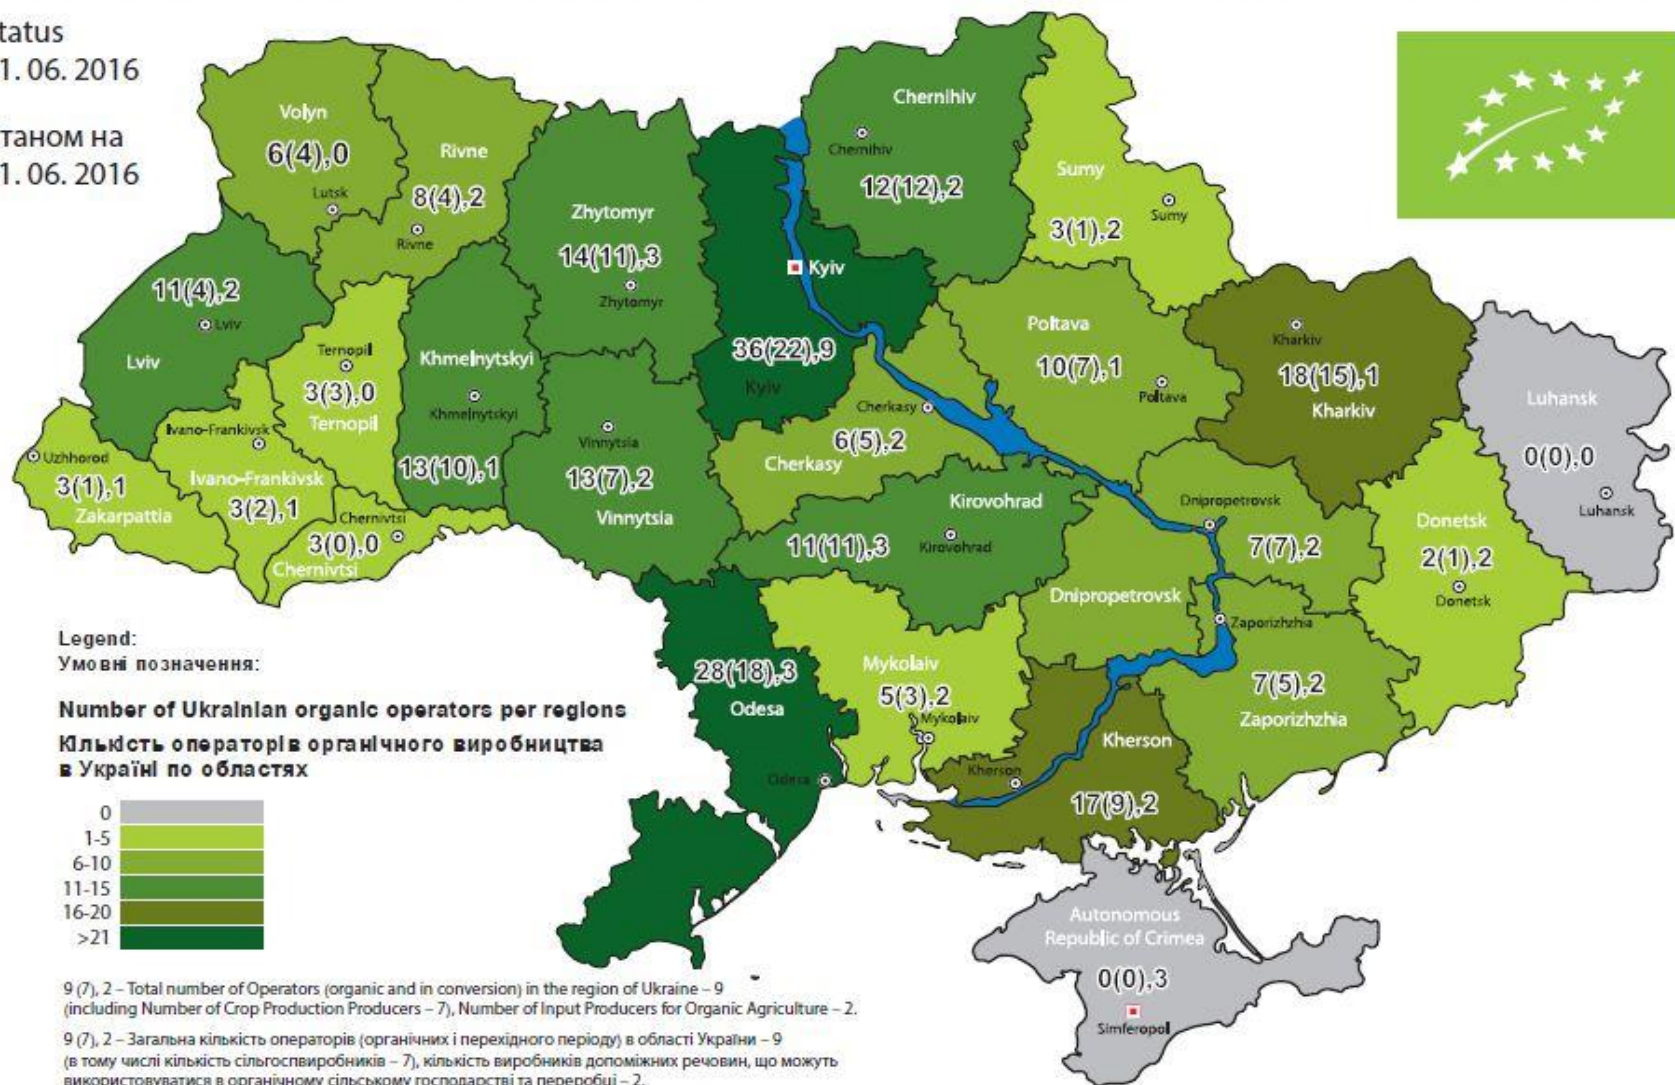 tatus
1. 06. 2016
таном на
1. 06. 2016
Volyn
6(4),0
Lutsk
Rivne
8(4),2
Rivne
Zhytomyr
14(11),3
Zhytomyr
Chernihiv
Chernihiv
12(12),2
Sumy
Sumy
3(1),2
Kyiv
36(22),9
Kyiv
11(4),2
Lviv
Lviv
Ternopil
3(3),0
Ternopil
Khmelnytskyi
Khmelnytskyi
13(10),1
Vinnytsia
13(7),2
Vinnytsia
Poltava
10(7),1
Poltava
Kharkiv
18(15),1
Kharkiv
Luhansk
0(0),0
Luhansk
Cherkasy
6(5),2
Cherkasy
Uzhhorod
3(1),1
Zakarpattia
Ivano-Frankivsk
Ivano-Frankivsk
3(2),1
Chernivtsi
3(0),0
Chernivtsi
Kirovohrad
11(11),3
Kirovohrad
Dnipropetrovsk
7(7),2
Dnipropetrovsk
Donetsk
2(1),2
Donetsk
Zaporizhzhia
7(5),2
Zaporizhzhia
28(18),3
Odesa
Odesa
Mykolaiv
5(3),2
Mykolaiv
Kherson
Kherson
17(9),2
Autonomous
Republic of Crimea
0(0),3
Simferopol
Legend:
Умовні позначення:
Number of Ukrainian organic operators per regions
Кількість операторів органічного виробництва
в Україні по областях
0
1-5
6-10
11-15
16-20
>21
9 (7), 2 – Total number of Operators (organic and in conversion) in the region of Ukraine – 9
(including Number of Crop Production Producers – 7), Number of Input Producers for Organic Agriculture – 2.
9 (7), 2 – Загальна кількість операторів (органічних і перехідного періоду) в області України – 9
(в тому числі кількість сільгоспвиробників – 7), кількість виробників допоміжних речовин, що можуть
використовуватися в органічному сільському господарстві та переробці – 2.